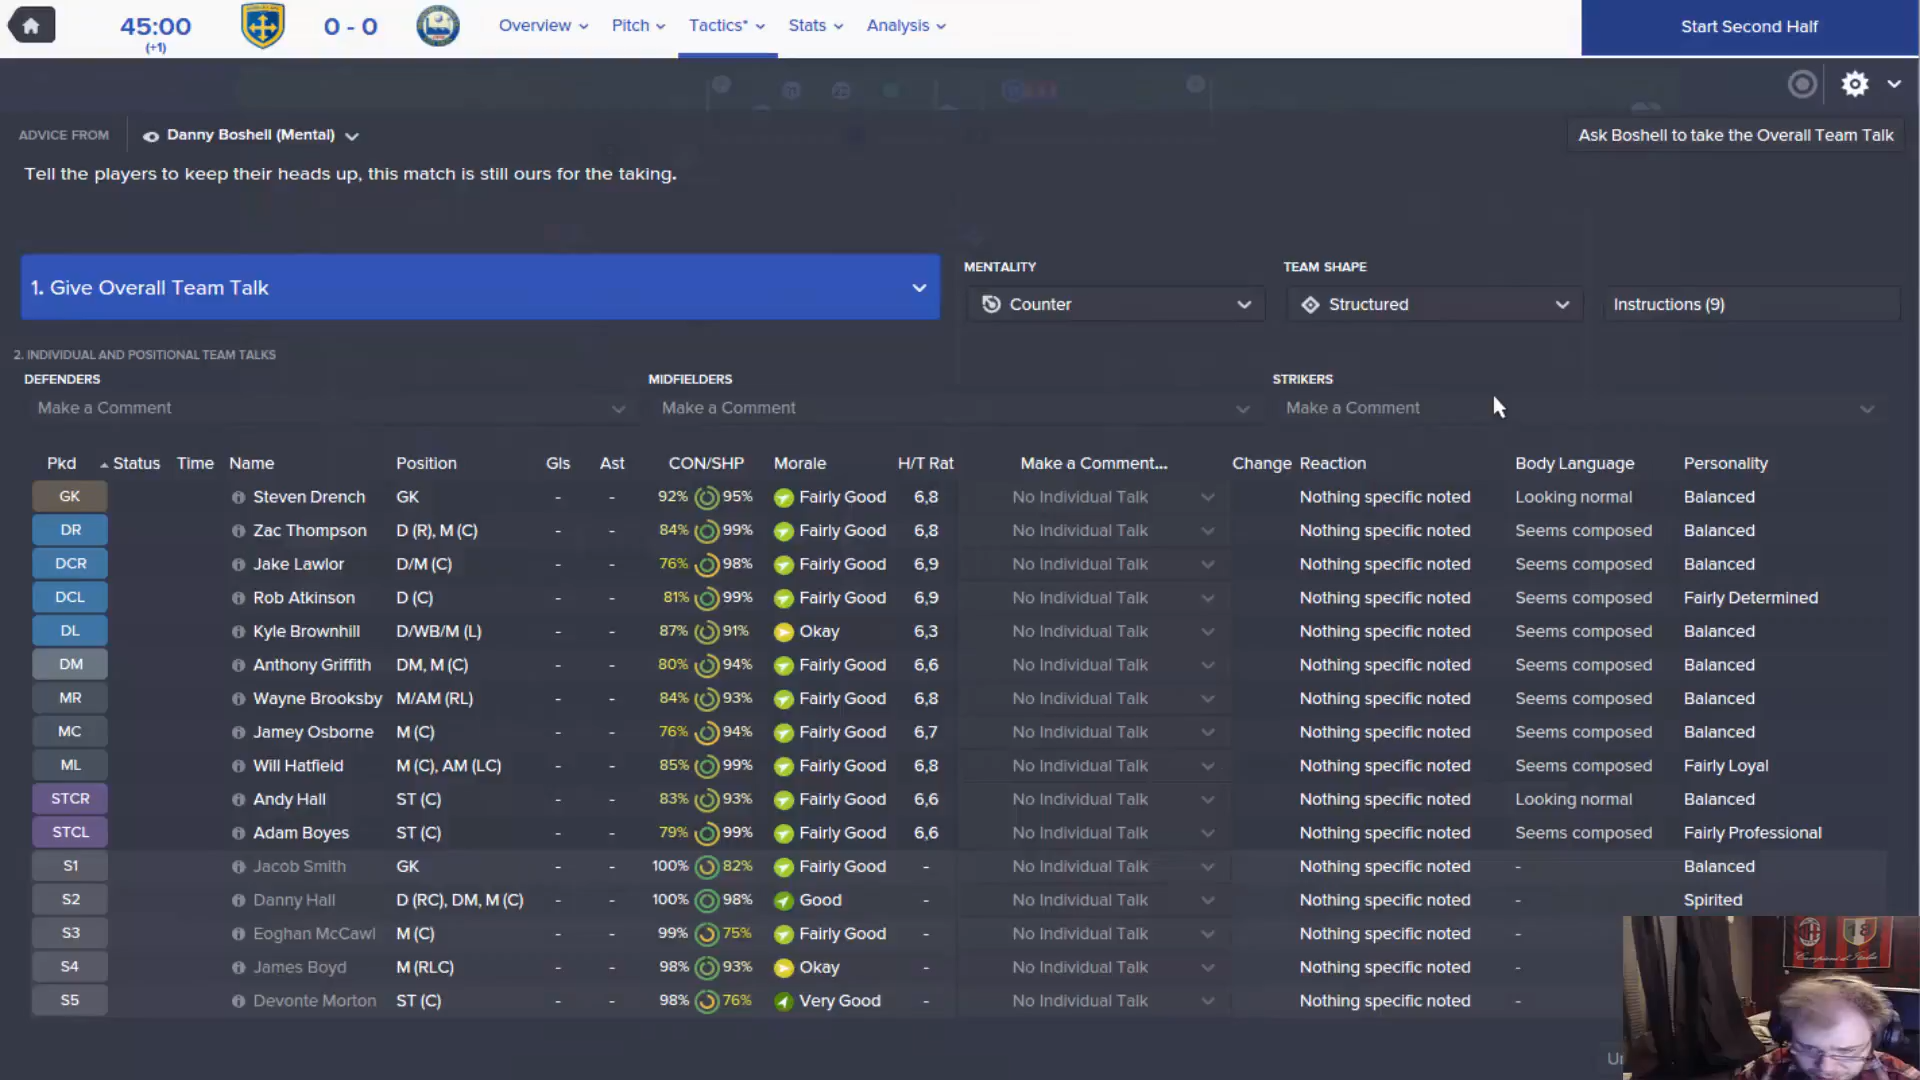 45:00
(+1)
0 - 0
Overview Pitch Tactics* Stats Analysis
Start Second Half
ADVICE FROM Danny Boshell (Mental)
Ask Boshell to take the Overall Team Talk
Tell the players to keep their heads up, this match is still ours for the taking.
1. Give Overall Team Talk
MENTALITY TEAM SHAPE
Counter Structured Instructions (9)
2. INDIVIDUAL AND POSITIONAL TEAM TALKS
DEFENDERS MIDFIELDERS STRIKERS
Make a Comment Make a Comment Make a Comment
Pkd Status Time Name Position Gls Ast CON/SHP Morale H/T Rat Make a Comment... Change Reaction Body Language Personality
GK Steven Drench GK - - 92% 95% Fairly Good 6,8 No Individual Talk Nothing specific noted Looking normal Balanced
DR Zac Thompson D (R), M (C) - - 84% 99% Fairly Good 6,8 No Individual Talk Nothing specific noted Seems composed Balanced
DCR Jake Lawlor D/M (C) - - 76% 98% Fairly Good 6,9 No Individual Talk Nothing specific noted Seems composed Balanced
DCL Rob Atkinson D (C) - - 81% 99% Fairly Good 6,9 No Individual Talk Nothing specific noted Seems composed Fairly Determined
DL Kyle Brownhill D/WB/M (L) - - 87% 91% Okay 6,3 No Individual Talk Nothing specific noted Seems composed Balanced
DM Anthony Griffith DM, M (C) - - 80% 94% Fairly Good 6,6 No Individual Talk Nothing specific noted Seems composed Balanced
MR Wayne Brooksby M/AM (RL) - - 84% 93% Fairly Good 6,8 No Individual Talk Nothing specific noted Seems composed Balanced
MC Jamey Osborne M (C) - - 76% 94% Fairly Good 6,7 No Individual Talk Nothing specific noted Seems composed Balanced
ML Will Hatfield M (C), AM (LC) - - 85% 99% Fairly Good 6,8 No Individual Talk Nothing specific noted Seems composed Fairly Loyal
STCR Andy Hall ST (C) - - 83% 93% Fairly Good 6,6 No Individual Talk Nothing specific noted Looking normal Balanced
STCL Adam Boyes ST (C) - - 79% 99% Fairly Good 6,6 No Individual Talk Nothing specific noted Seems composed Fairly Professional
S1 Jacob Smith GK 100% 82% Fairly Good - No Individual Talk Nothing specific noted - Balanced
S2 Danny Hall D (RC), DM, M (C) 100% 98% Good - No Individual Talk Nothing specific noted - Spirited
S3 Eoghan McCawl M (C) 99% 75% Fairly Good - No Individual Talk Nothing specific noted -
S4 James Boyd M (RLC) 98% 93% Okay - No Individual Talk Nothing specific noted -
S5 Devonte Morton ST (C) 98% 76% Very Good - No Individual Talk Nothing specific noted -